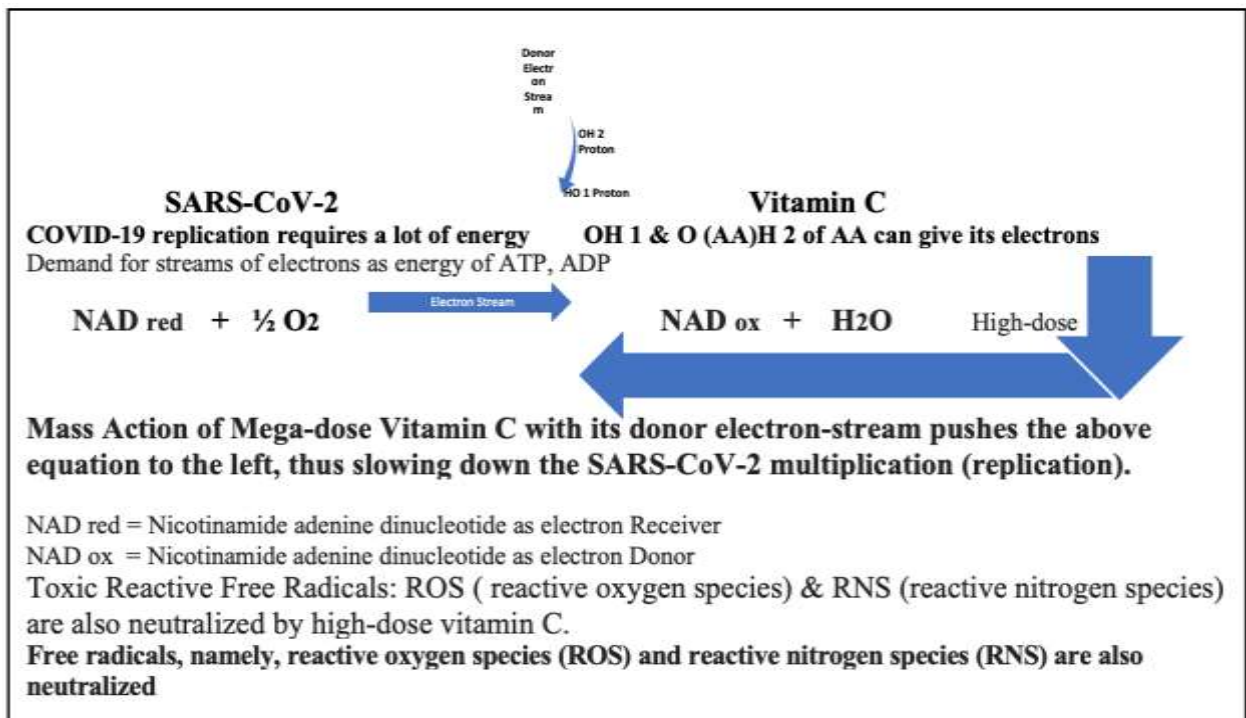 Donor
Electr
on
Strea
m
OH 2
Proton
HO 1 Proton
SARS-CoV-2 Vitamin C
COVID-19 replication requires a lot of energy OH 1 & O (AA)H 2 of AA can give its electrons
Demand for streams of electrons as energy of ATP, ADP
Electron Stream
NAD red + ½ O2 NAD ox + H2O High-dose
Mass Action of Mega-dose Vitamin C with its donor electron-stream pushes the above
equation to the left, thus slowing down the SARS-CoV-2 multiplication (replication).
NAD red = Nicotinamide adenine dinucleotide as electron Receiver
NAD ox = Nicotinamide adenine dinucleotide as electron Donor
Toxic Reactive Free Radicals: ROS ( reactive oxygen species) & RNS (reactive nitrogen species)
are also neutralized by high-dose vitamin C.
Free radicals, namely, reactive oxygen species (ROS) and reactive nitrogen species (RNS) are also
neutralized